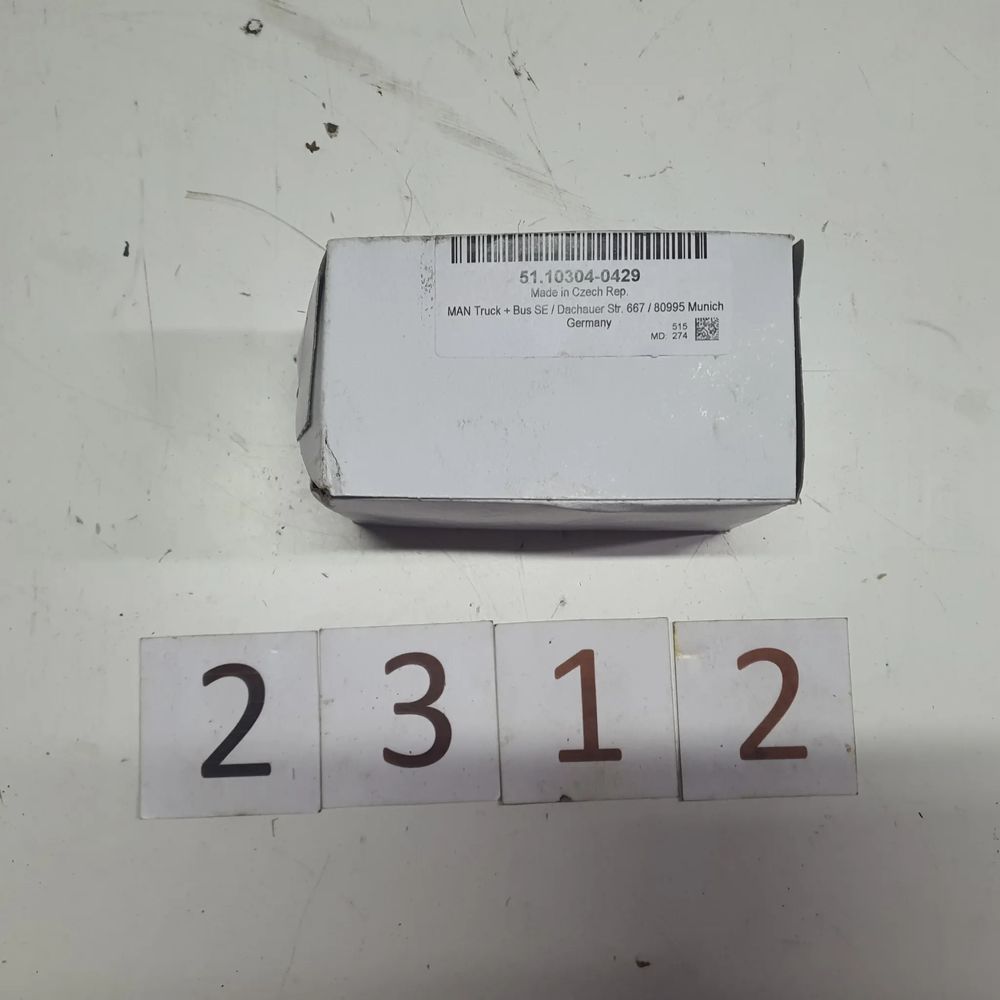 51.10304-0429
Made in Czech Rep.
MAN Truck + Bus SE / Dachauer Str. 667 / 80995 Munich
Germany
515
MD: 274
2 3 1 2